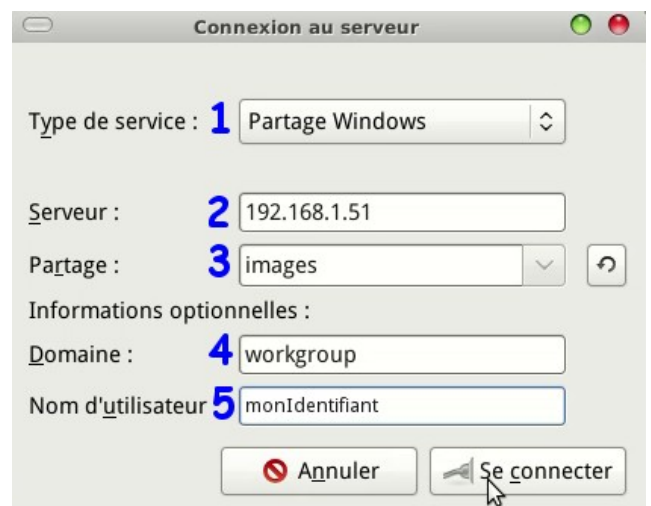 Connexion au serveur
Type de service : 1 Partage Windows
Serveur : 2 192.168.1.51
Partage : 3 images
Informations optionnelles :
Domaine : 4 workgroup
Nom d'utilisateur 5 monIdentifiant
Annuler Se connecter